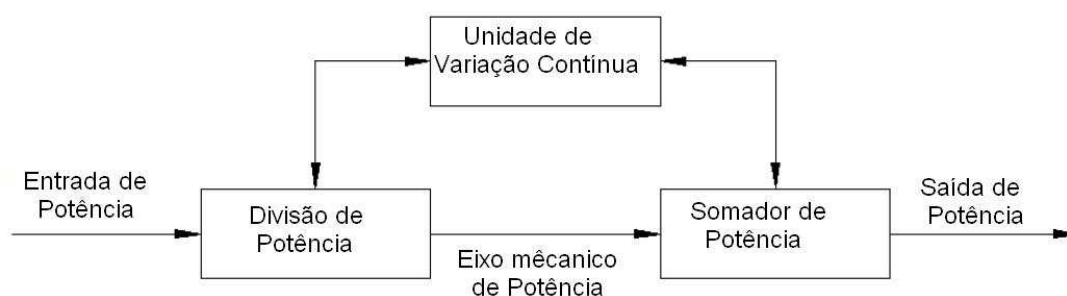 Unidade de
Variação Contínua
Entrada de
Potência
Divisão de
Potência
Eixo mêcanico
de Potência
Somador de
Potência
Saída de
Potência